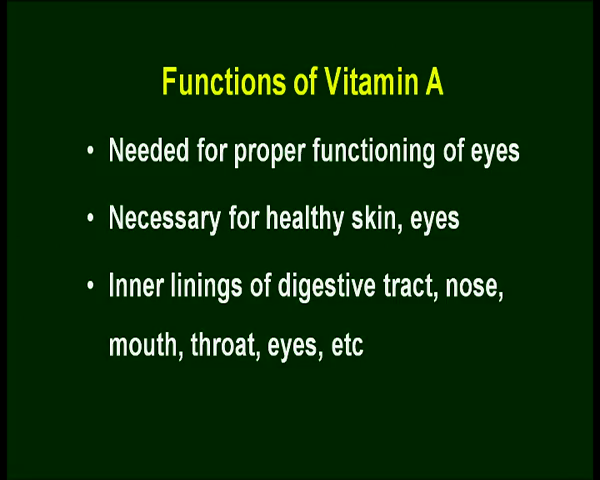 Functions of Vitamin A
• Needed for proper functioning of eyes
• Necessary for healthy skin, eyes
• Inner linings of digestive tract, nose,
mouth, throat, eyes, etc